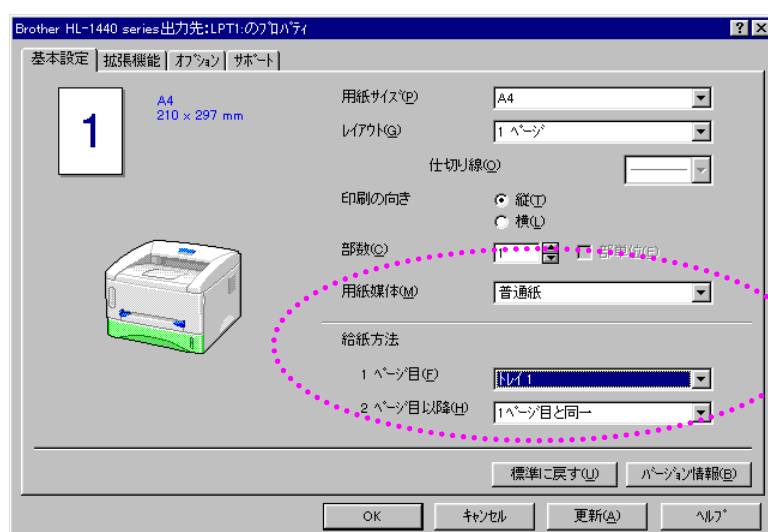 Brother HL-1440 series出力先:LPT1:のプロパティ
基本設定 拡張機能 オプション サポート
1
A4
210 x 297 mm
用紙サイズ(P) A4
レイアウト(G) 1 ページ
仕切り線(O)
印刷の向き 縦(T)
横(L)
部数(C) 1 部単位(E)
用紙媒体(M) 普通紙
給紙方法
1 ページ目(F) トレイ1
2 ページ目以降(H) 1ページ目と同一
標準に戻す(U) バージョン情報(B)
OK キャンセル 更新(A) ヘルプ